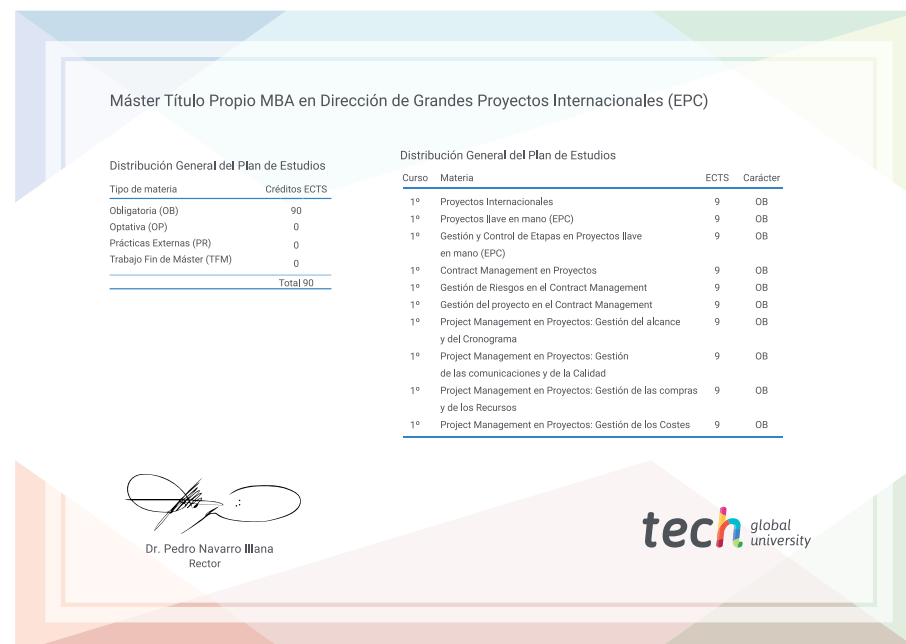 Máster Título Propio MBA en Dirección de Grandes Proyectos Internacionales (EPC)
Distribución General del Plan de Estudios
Tipo de materia Créditos ECTS
Obligatoria (OB) 90
Optativa (OP) 0
Prácticas Externas (PR) 0
Trabajo Fin de Máster (TFM) 0
Total 90
Distribución General del Plan de Estudios
Curso Materia ECTS Carácter
1º Proyectos Internacionales 9 OB
1º Proyectos llave en mano (EPC) 9 OB
1º Gestión y Control de Etapas en Proyectos llave 9 OB
en mano (EPC)
1º Contract Management en Proyectos 9 OB
1º Gestión de Riesgos en el Contract Management 9 OB
1º Gestión del proyecto en el Contract Management 9 OB
1º Project Management en Proyectos: Gestión del alcance 9 OB
y del Cronograma
1º Project Management en Proyectos: Gestión 9 OB
de las comunicaciones y de la Calidad
1º Project Management en Proyectos: Gestión de las compras 9 OB
y de los Recursos
1º Project Management en Proyectos: Gestión de los Costes 9 OB
Dr. Pedro Navarro Illana
Rector
tech global
university